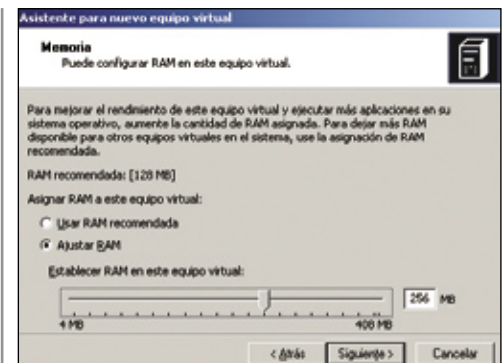 Asistente para nuevo equipo virtual
Memoria
Puede configurar RAM en este equipo virtual.
Para mejorar el rendimiento de este equipo virtual y ejecutar más aplicaciones en su
sistema operativo, aumente la cantidad de RAM asignada. Para dejar más RAM
disponible para otros equipos virtuales en el sistema, use la asignación de RAM
recomendada.
RAM recomendada: [128 MB]
Asignar RAM a este equipo virtual:
Usar RAM recomendada
Ajustar RAM
Establecer RAM en este equipo virtual:
256 MB
4 MB 408 MB
< Atrás Siguiente > Cancelar